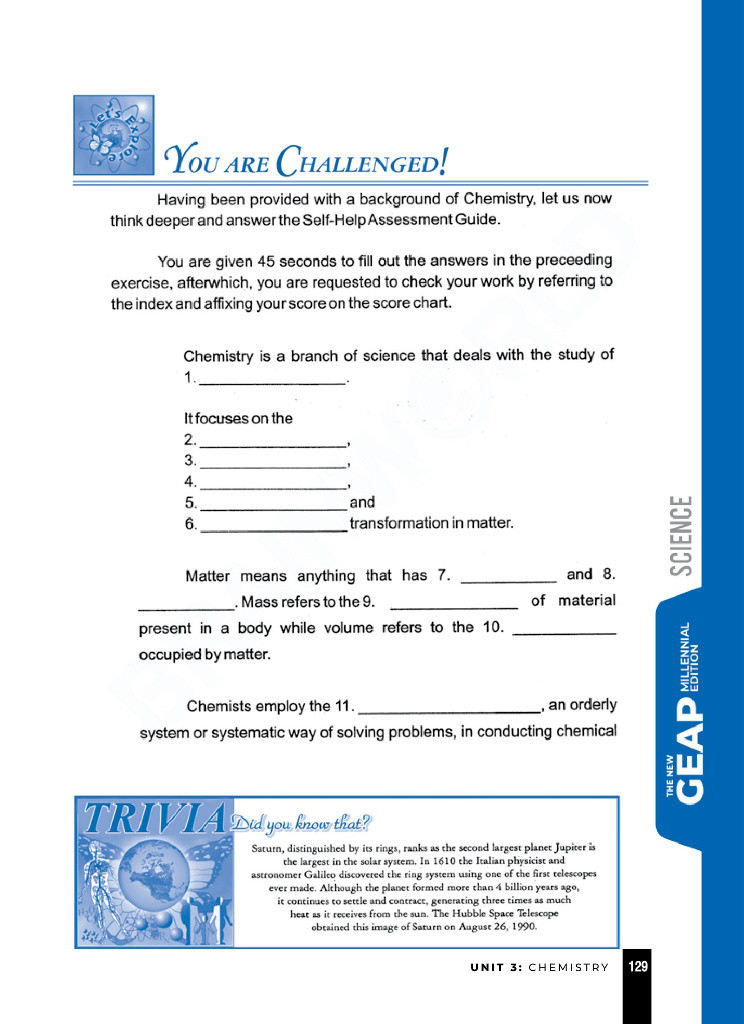 Let's Explore
YOU ARE CHALLENGED!
Having been provided with a background of Chemistry, let us now
think deeper and answer the Self-Help Assessment Guide.
You are given 45 seconds to fill out the answers in the preceeding
exercise, afterwhich, you are requested to check your work by referring to
the index and affixing your score on the score chart.
Chemistry is a branch of science that deals with the study of
1. _________________.
It focuses on the
2. _________________,
3. _________________,
4. _________________,
5. _________________ and
6. _________________ transformation in matter.
Matter means anything that has 7. ___________ and 8.
___________. Mass refers to the 9. _______________ of material
present in a body while volume refers to the 10. ____________
occupied by matter.
Chemists employ the 11. _____________________, an orderly
system or systematic way of solving problems, in conducting chemical
SCIENCE
THE NEW
GEAP MILLENNIAL
EDITION
TRIVIA Did you know that?
Saturn, distinguished by its rings, ranks as the second largest planet Jupiter is
the largest in the solar system. In 1610 the Italian physicist and
astronomer Galileo discovered the ring system using one of the first telescopes
ever made. Although the planet formed more than 4 billion years ago,
it continues to settle and contract, generating three times as much
heat as it receives from the sun. The Hubble Space Telescope
obtained this image of Saturn on August 26, 1990.
UNIT 3: CHEMISTRY 129